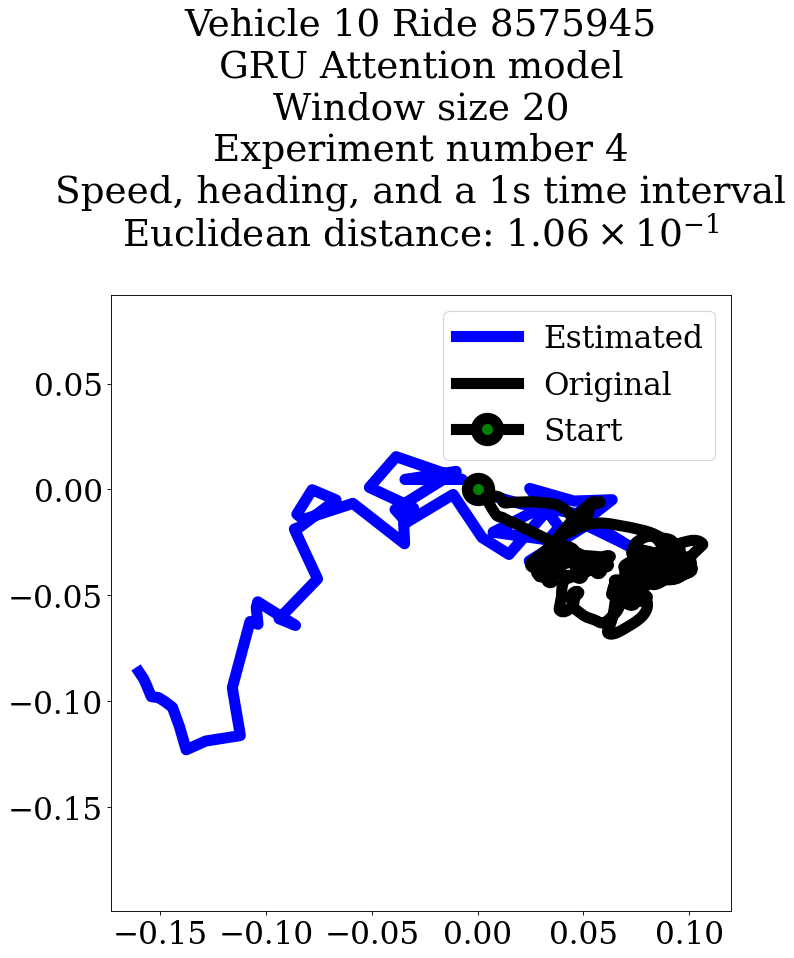 Vehicle 10 Ride 8575945
GRU Attention model
Window size 20
Experiment number 4
Speed, heading, and a 1s time interval
Euclidean distance: 1.06 × 10⁻¹
Estimated
Original
Start
0.05
0.00
−0.05
−0.10
−0.15
−0.15 −0.10 −0.05 0.00 0.05 0.10